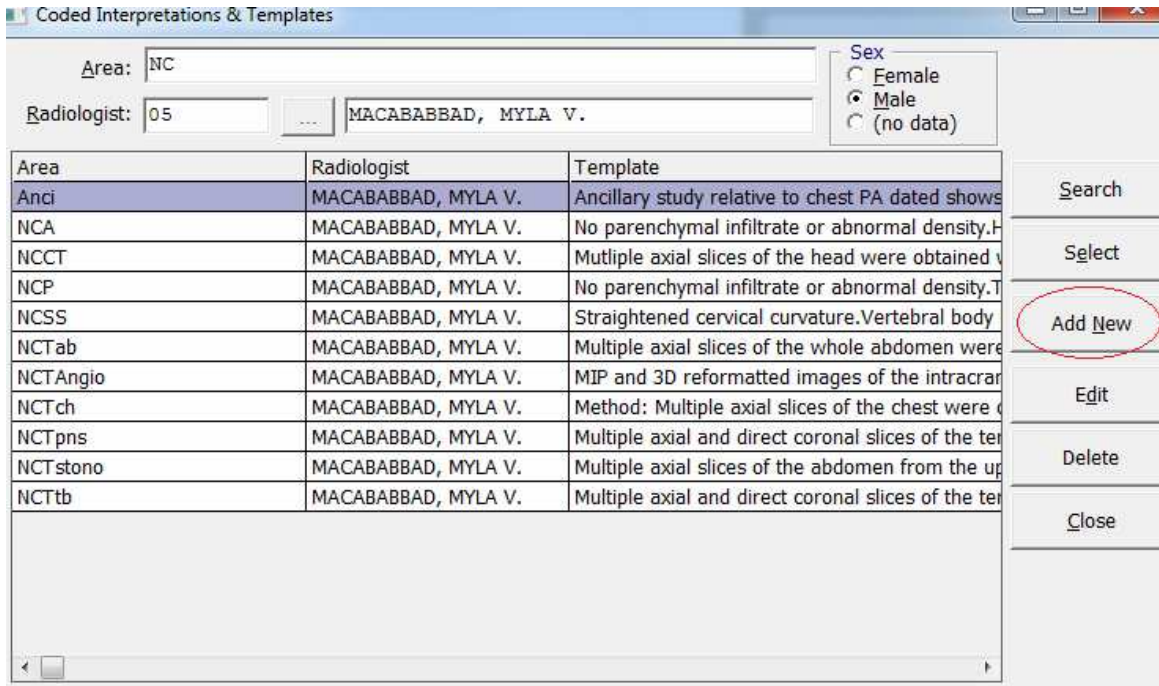 Coded Interpretations & Templates
Area: NC
Sex
Female
Male
(no data)
Radiologist: 05 ... MACABABBAD, MYLA V.
Area Radiologist Template
Anci MACABABBAD, MYLA V. Ancillary study relative to chest PA dated shows
NCA MACABABBAD, MYLA V. No parenchymal infiltrate or abnormal density.H
NCCT MACABABBAD, MYLA V. Mutliple axial slices of the head were obtained
NCP MACABABBAD, MYLA V. No parenchymal infiltrate or abnormal density.T
NCSS MACABABBAD, MYLA V. Straightened cervical curvature.Vertebral body
NCTab MACABABBAD, MYLA V. Multiple axial slices of the whole abdomen were
NCTAngio MACABABBAD, MYLA V. MIP and 3D reformatted images of the
NCTch MACABABBAD, MYLA V. Method: Multiple axial slices of the chest were
NCTpns MACABABBAD, MYLA V. Multiple axial and direct coronal slices of the
NCTstono MACABABBAD, MYLA V. Multiple axial slices of the abdomen from the
NCTtb MACABABBAD, MYLA V. Multiple axial and direct coronal slices of the
Search
Select
Add New
Edit
Delete
Close